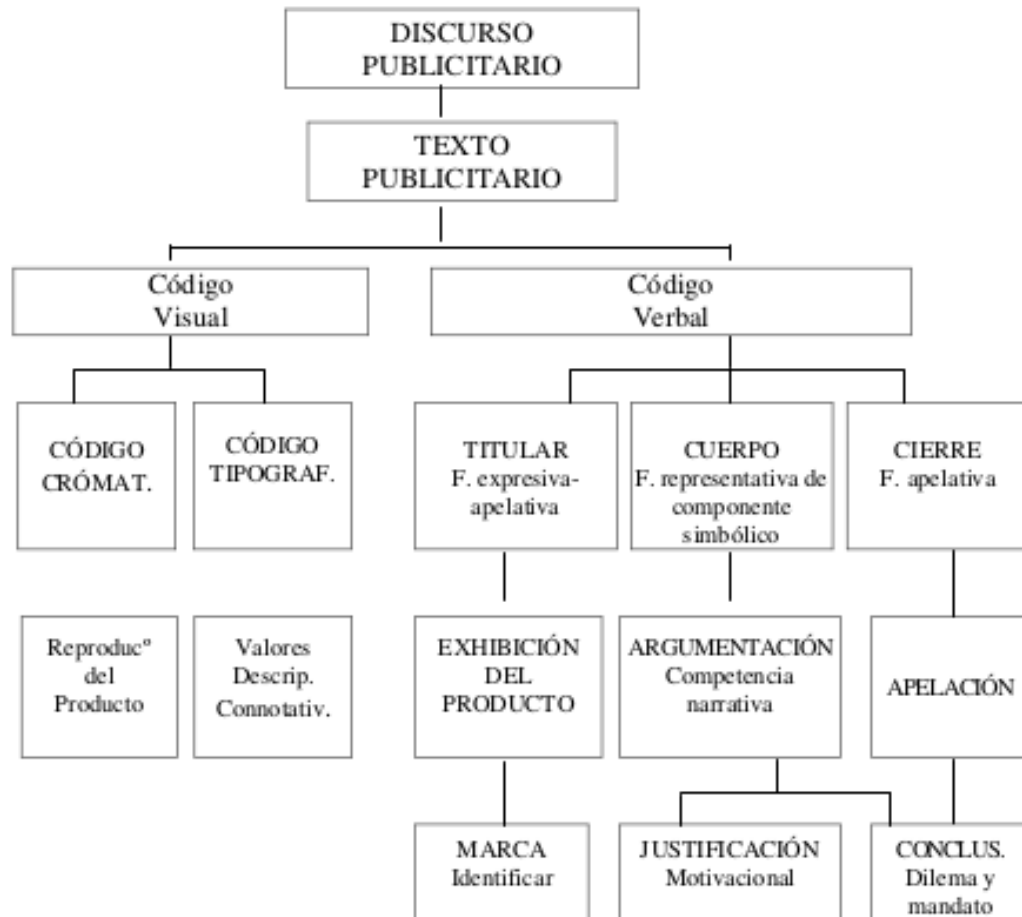 DISCURSO
PUBLICITARIO
TEXTO
PUBLICITARIO
Código
Visual
Código
Verbal
CÓDIGO
CRÓMAT.
CÓDIGO
TIPOGRAF.
TITULAR
F. expresiva-
apelativa
CUERPO
F. representativa de
componente
simbólico
CIERRE
F. apelativa
Reproducº
del
Producto
Valores
Descrip.
Connotativ.
EXHIBICIÓN
DEL
PRODUCTO
ARGUMENTACIÓN
Competencia
narrativa
APELACIÓN
MARCA
Identificar
JUSTIFICACIÓN
Motivacional
CONCLUS.
Dilema y
mandato